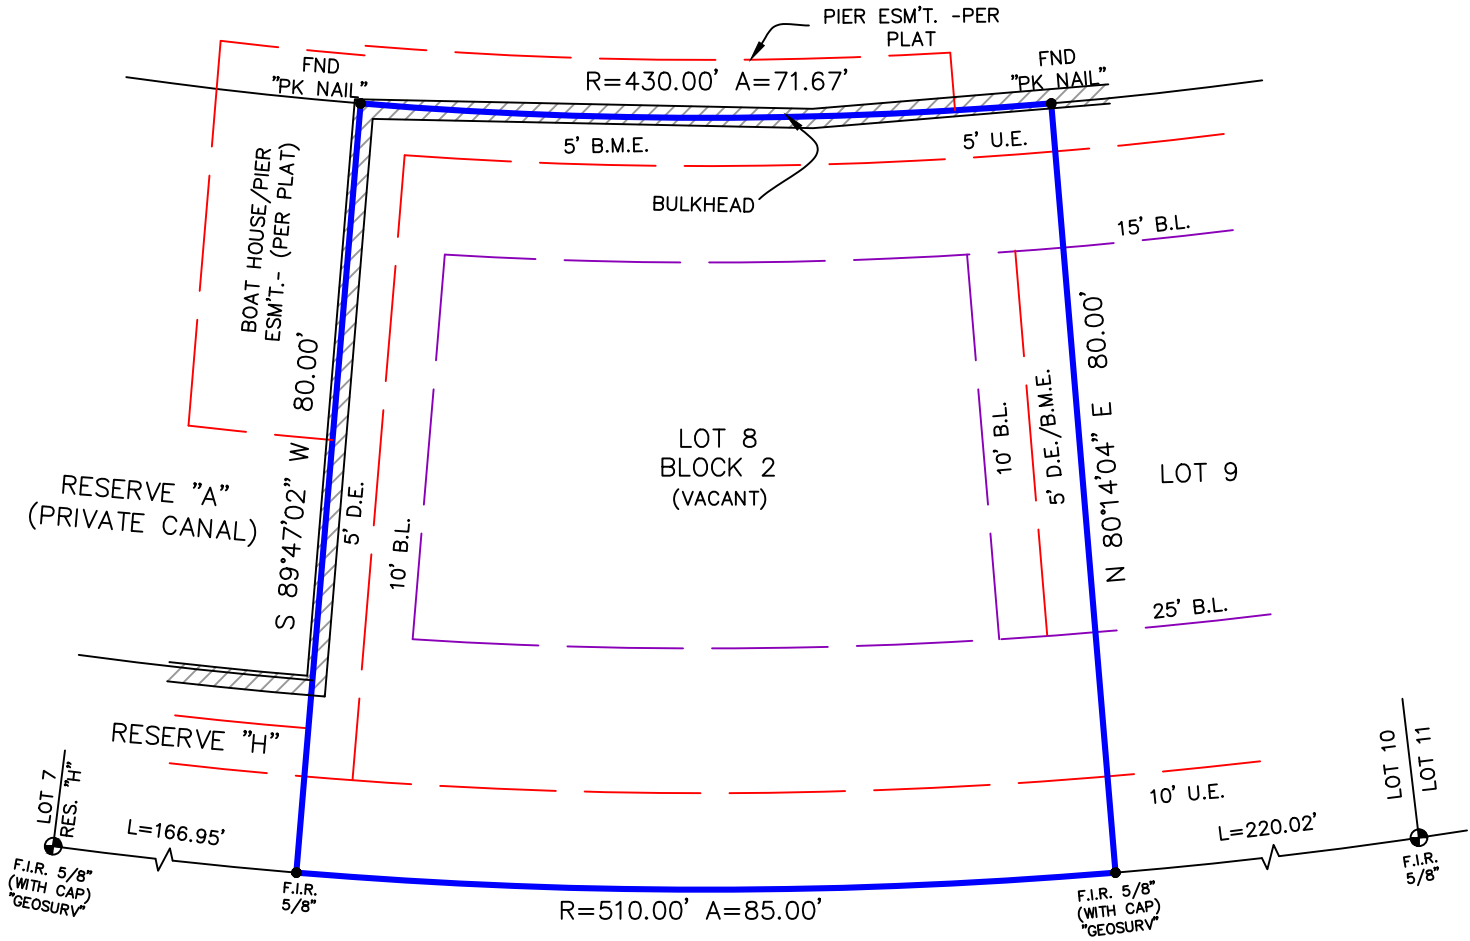 PIER ESM'T. -PER
PLAT
FND
"PK NAIL"
R=430.00' A=71.67'
FND
"PK NAIL"
5' B.M.E.
5' U.E.
BULKHEAD
15' B.L.
BOAT HOUSE/PIER
ESM'T.- (PER PLAT)
S 89°47'02" W 80.00'
N 80°14'04" E 80.00'
LOT 8
BLOCK 2
(VACANT)
10' B.L.
5' D.E./B.M.E.
LOT 9
RESERVE "A"
(PRIVATE CANAL)
5' D.E.
10' B.L.
25' B.L.
RESERVE "H"
10' U.E.
LOT 7
RES. "H"
LOT 10
LOT 11
L=166.95'
L=220.02'
F.I.R. 5/8"
(WITH CAP)
"GEOSURV"
F.I.R.
5/8"
R=510.00' A=85.00'
F.I.R. 5/8"
(WITH CAP)
"GEOSURV"
F.I.R.
5/8"